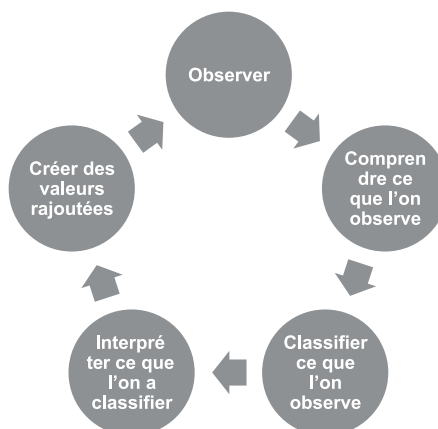 Observer
Compren
dre ce
que l'on
observe
Classifier
ce que
l'on
observe
Interpré
ter ce que
l'on a
classifier
Créer des
valeurs
rajoutées